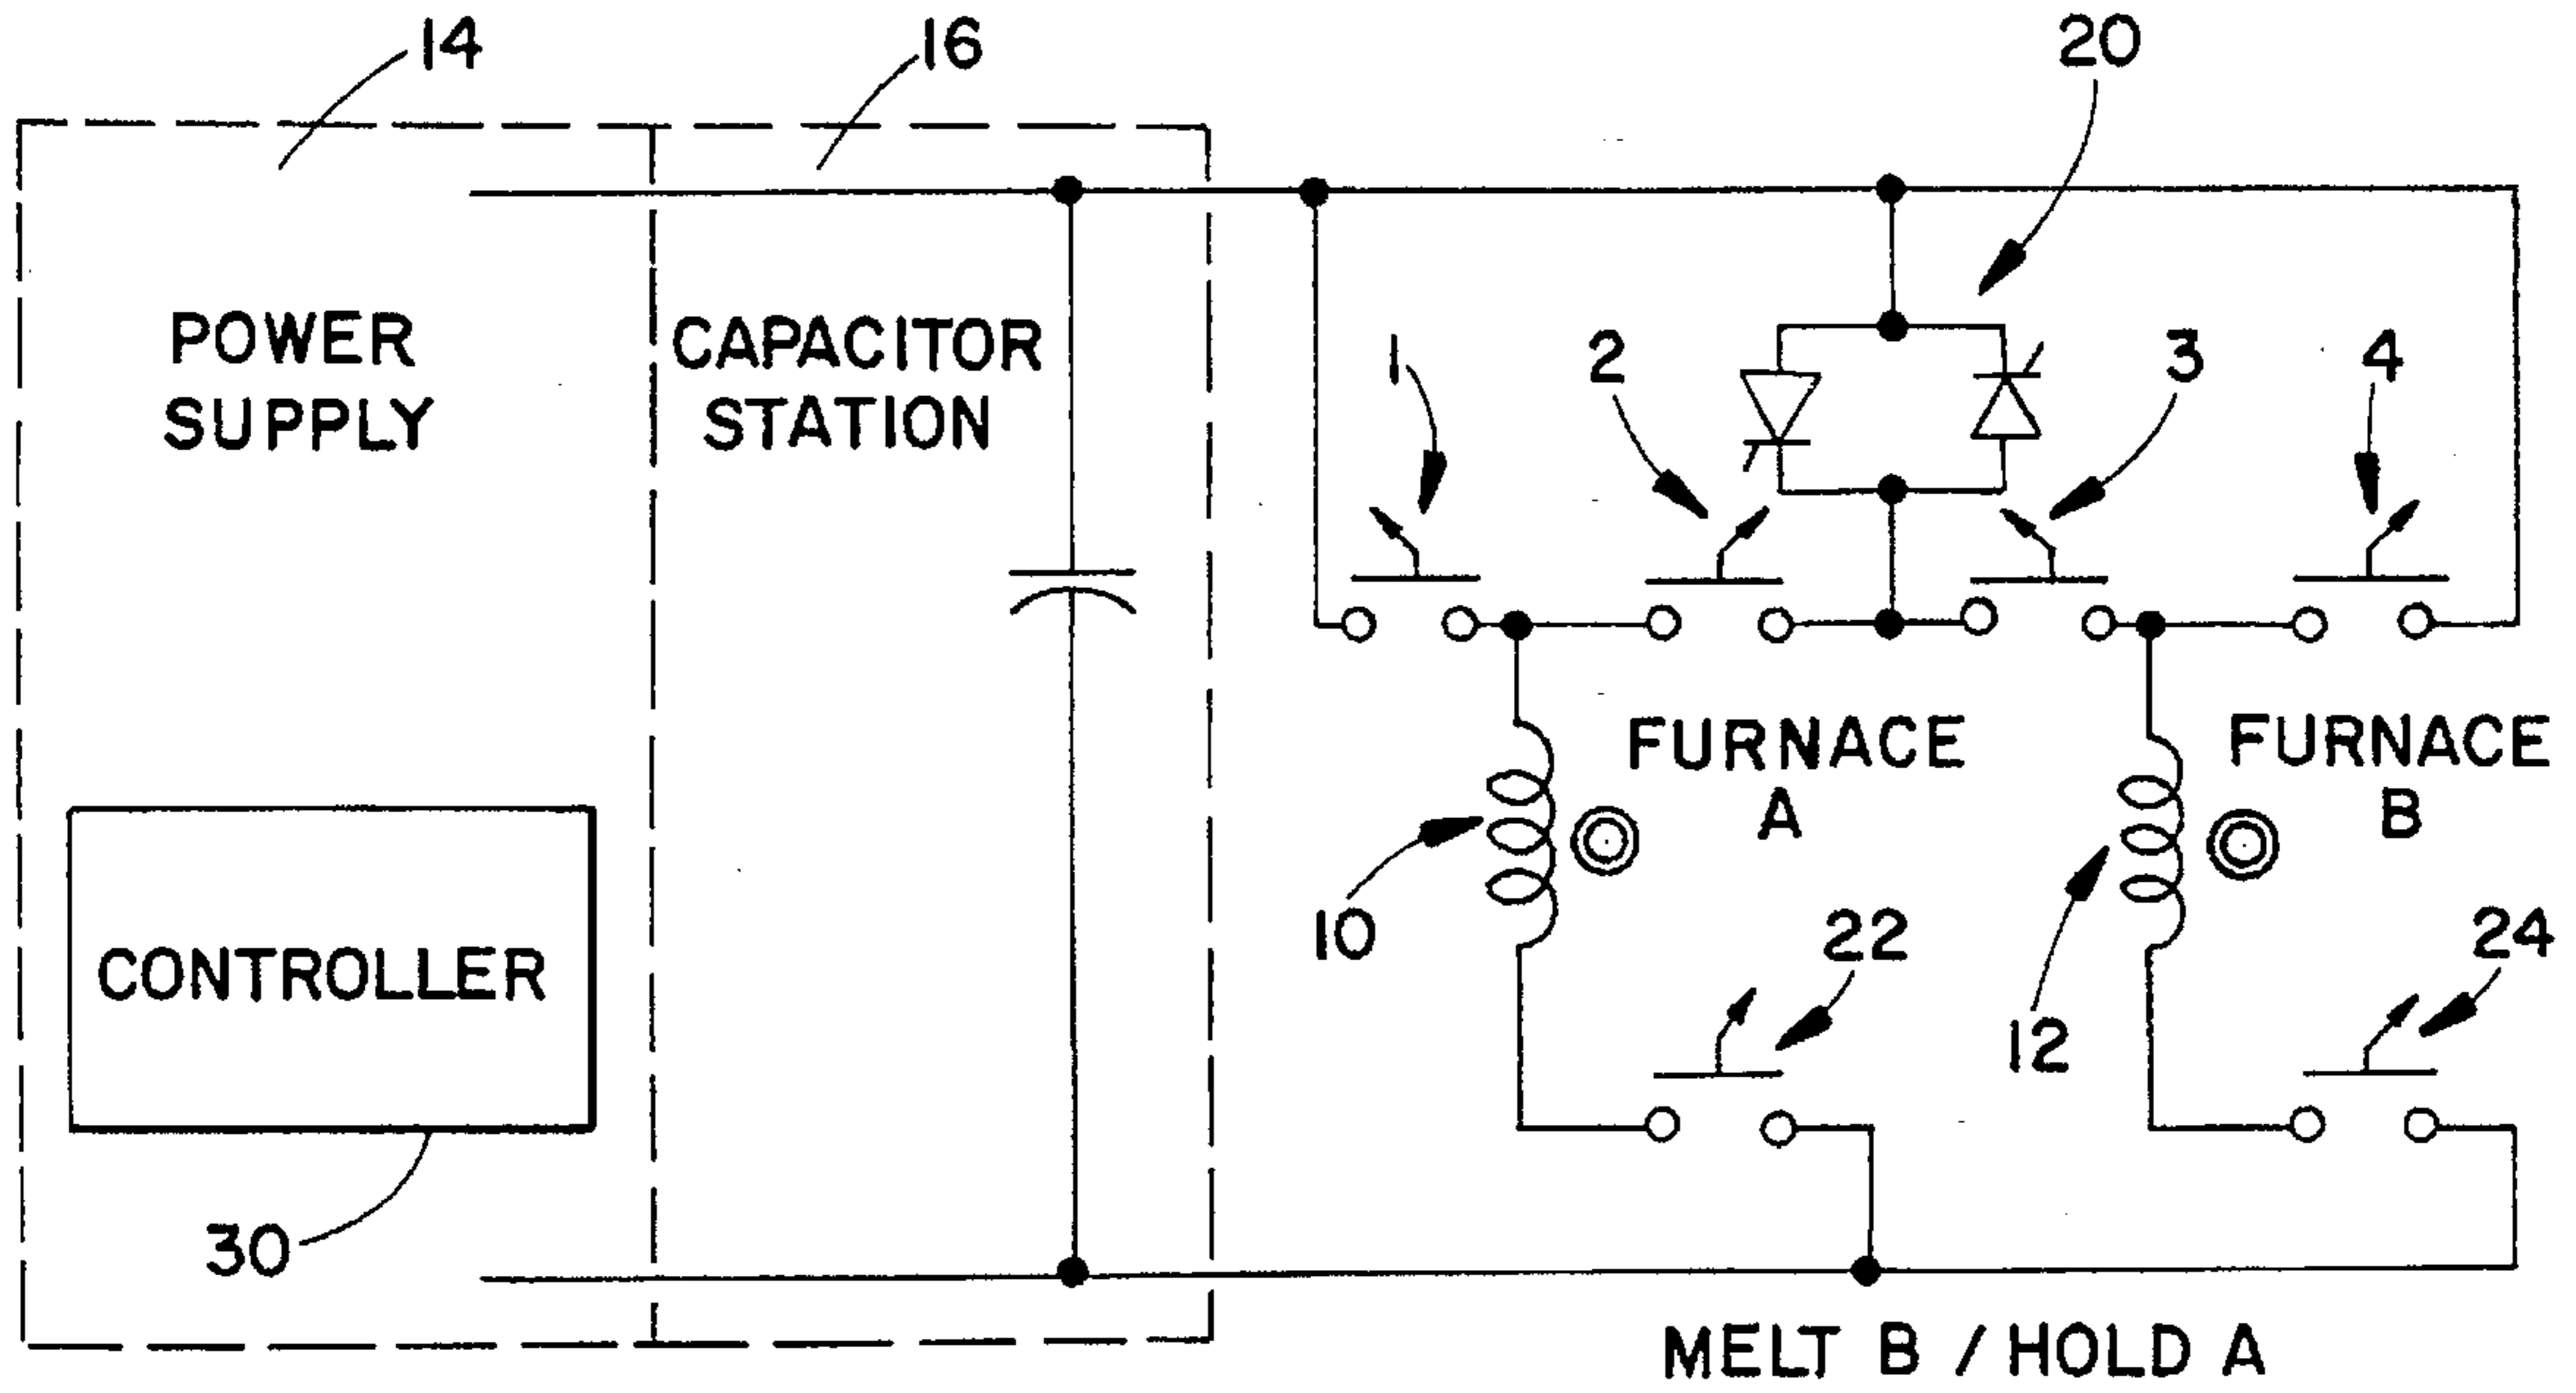 14
16
20
POWER
SUPPLY
CAPACITOR
STATION
1
2
3
4
FURNACE
A
FURNACE
B
10
22
12
24
CONTROLLER
30
MELT B / HOLD A